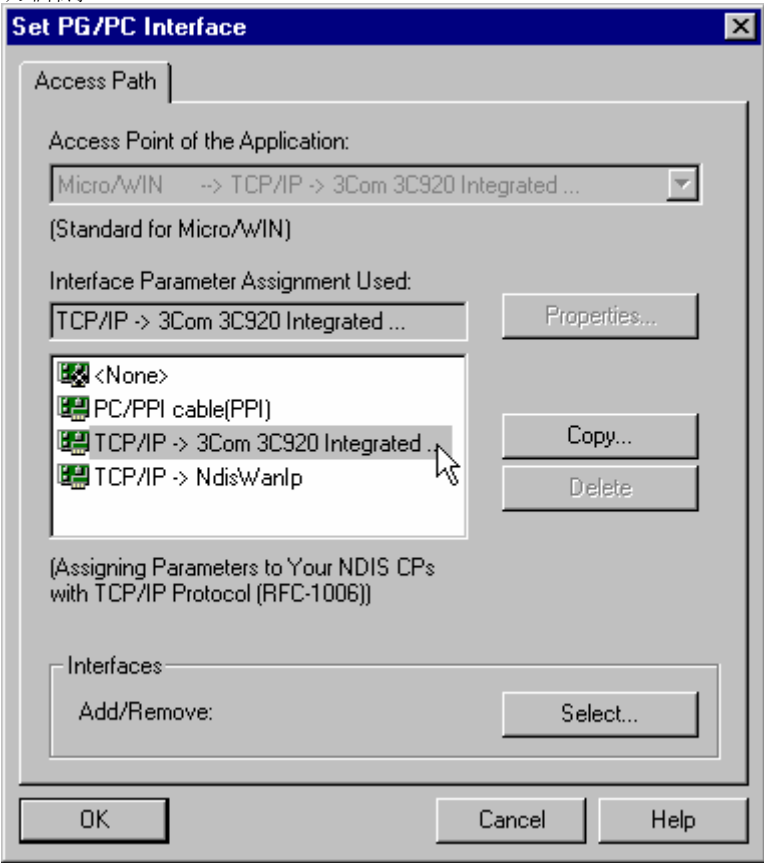 Set PG/PC Interface
Access Path
Access Point of the Application:
Micro/WIN --> TCP/IP -> 3Com 3C920 Integrated ...
(Standard for Micro/WIN)
Interface Parameter Assignment Used:
TCP/IP -> 3Com 3C920 Integrated ...
Properties...
<None>
PC/PPI cable(PPI)
TCP/IP -> 3Com 3C920 Integrated ..
TCP/IP -> NdisWanIp
Copy...
Delete
(Assigning Parameters to Your NDIS CPs
with TCP/IP Protocol (RFC-1006))
Interfaces
Add/Remove:
Select...
OK
Cancel
Help